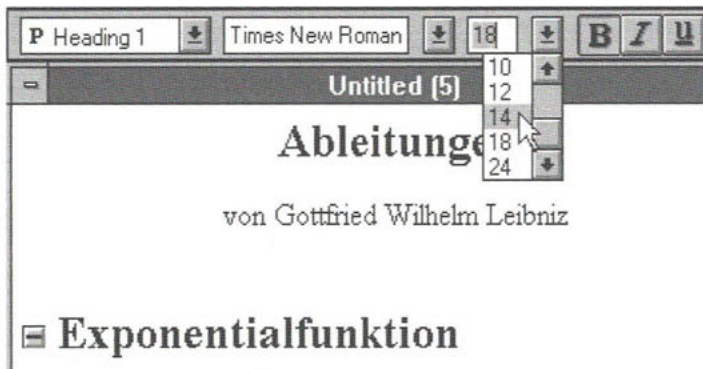 P Heading 1 Times New Roman 18 B I u
Untitled (5)
10
12
14
18
24
Ableitunge
von Gottfried Wilhelm Leibniz
Exponentialfunktion